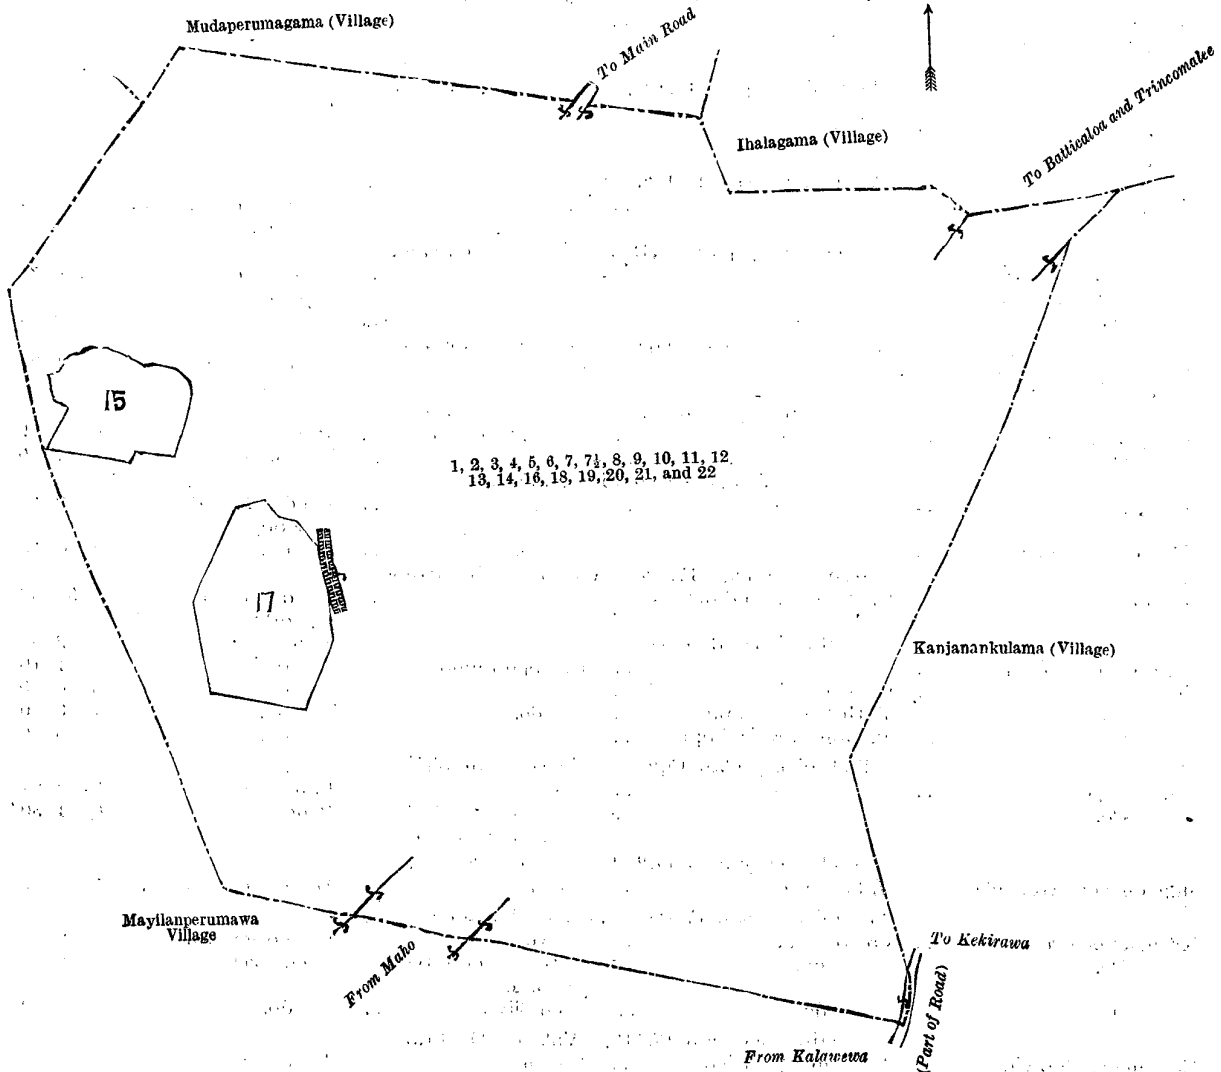 Mudaperumagama (Village)
To Main Road
Ihalagama (Village)
To Batticaloa and Trincomalee
15
1, 2, 3, 4, 5, 6, 7, 7½, 8, 9, 10, 11, 12
13, 14, 16, 18, 19, 20, 21, and 22
17
Kanjanankulama (Village)
Mayilanperumawa
Village
From Maho
To Kekirawa
(Part of Road)
From Kalawewa